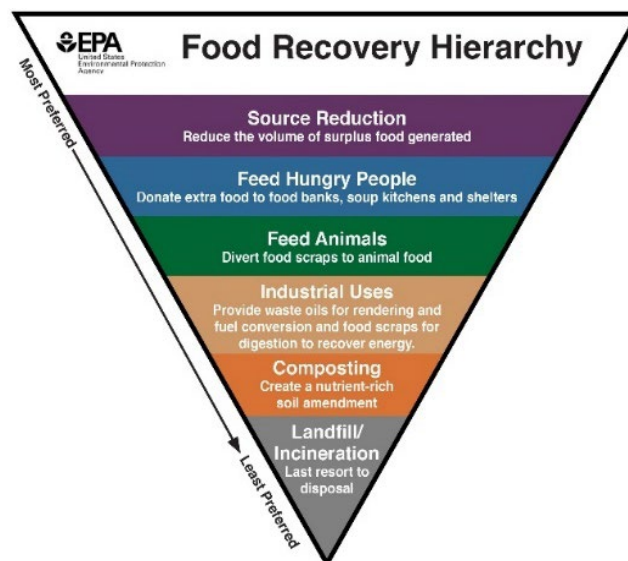 EPA
United States
Environmental Protection
Agency
Food Recovery Hierarchy
Most Preferred
Source Reduction
Reduce the volume of surplus food generated
Feed Hungry People
Donate extra food to food banks, soup kitchens and shelters
Feed Animals
Divert food scraps to animal food
Industrial Uses
Provide waste oils for rendering and
fuel conversion and food scraps for
digestion to recover energy.
Composting
Create a nutrient-rich
soil amendment
Landfill/
Incineration
Last resort to
disposal
Least Preferred